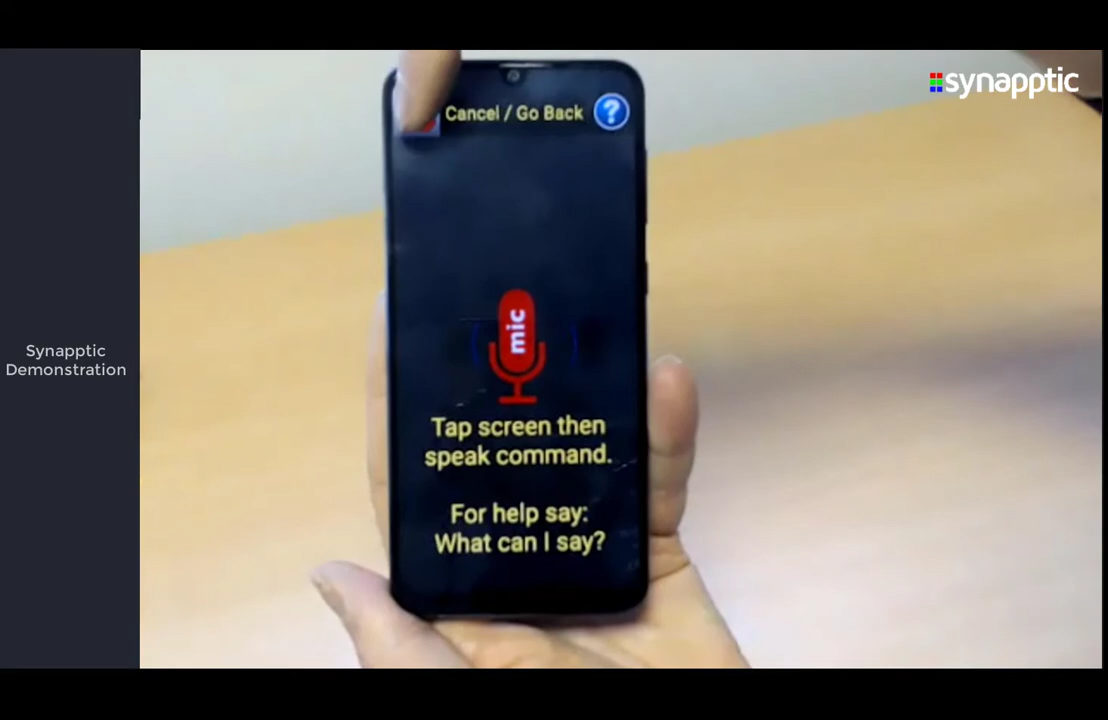 synapptic
Cancel / Go Back
?
mic
Tap screen then
speak command.
For help say:
What can I say?
Synapptic
Demonstration